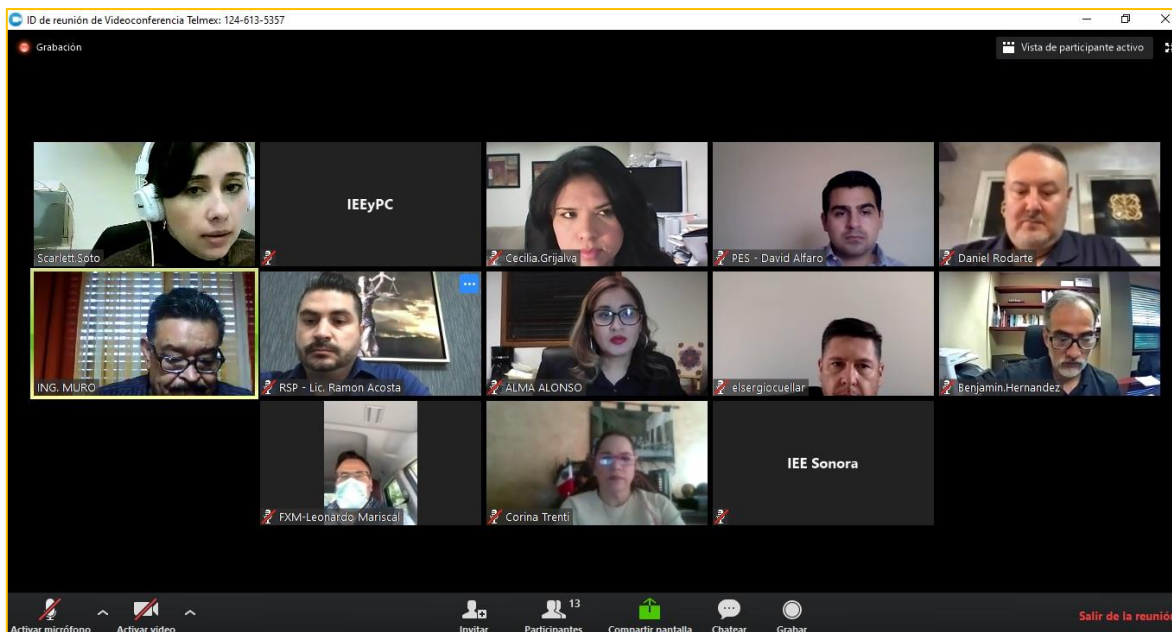 ID de reunión de Videoconferencia Telmex: 124-613-5357
Grabación
Vista de participante activo
Scarlett.Soto
IEEyPC
Cecilia.Grijalva
PES - David Alfaro
Daniel Rodarte
ING. MURO
RSP - Lic. Ramon Acosta
ALMA ALONSO
elsergiocuellar
Benjamin.Hernandez
FXM-Leonardo Mariscal
Corina Trenti
IEE Sonora
Activar micrófono
Activar video
Invitar
Participantes 13
Compartir pantalla
Chatear
Grabar
Salir de la reunión